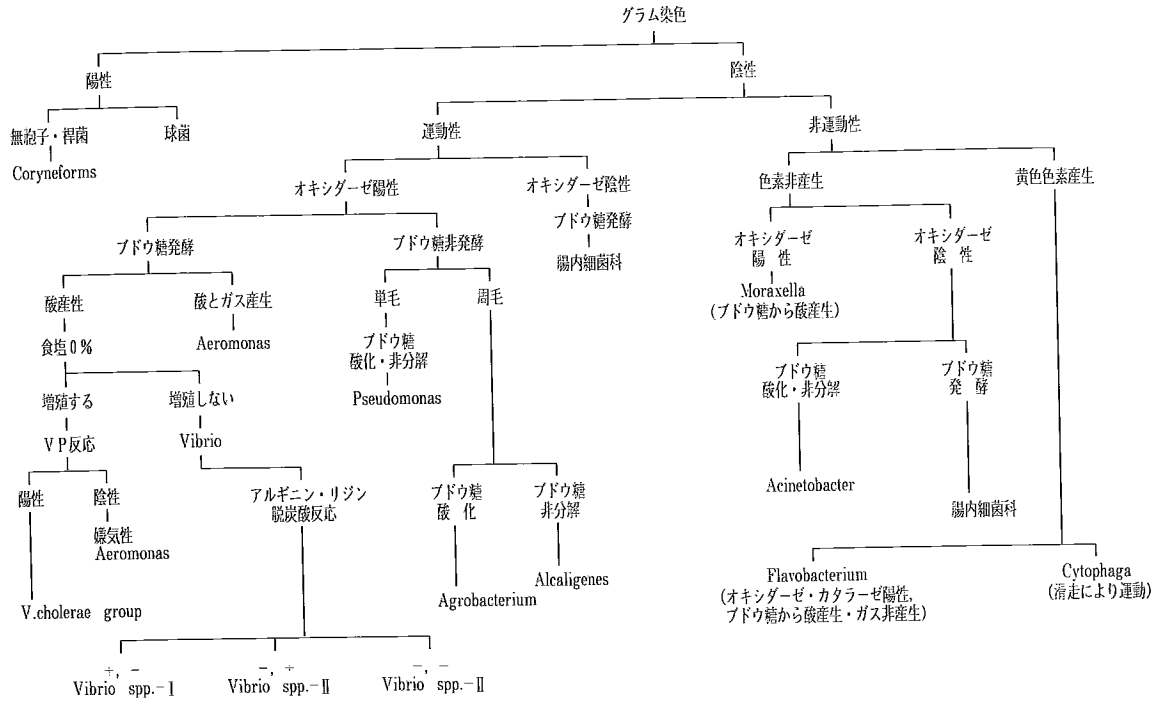 グラム染色
陽性
陰性
無胞子・桿菌
球菌
Coryneforms
運動性
非運動性
オキシダーゼ陽性
オキシダーゼ陰性
ブドウ糖発酵
腸内細菌科
色素非産生
黄色色素産生
ブドウ糖発酵
ブドウ糖非発酵
オキシダーゼ
陽 性
Moraxella
(ブドウ糖から酸産生)
オキシダーゼ
陰 性
酸産性
食塩0%
酸とガス産生
Aeromonas
単毛
ブドウ糖
酸化・非分解
Pseudomonas
周毛
ブドウ糖
酸化・非分解
Acinetobacter
ブドウ糖
発 酵
腸内細菌科
増殖する
VP反応
増殖しない
Vibrio
陽性
陰性
嫌気性
Aeromonas
V.cholerae group
アルギニン・リジン
脱炭酸反応
ブドウ糖
酸 化
Agrobacterium
ブドウ糖
非分解
Alcaligenes
Flavobacterium
(オキシダーゼ・カタラーゼ陽性,
ブドウ糖から酸産生・ガス非産生)
Cytophaga
(滑走により運動)
+, −
Vibrio spp.-Ⅰ
−, +
Vibrio spp.-Ⅱ
−, −
Vibrio spp.-Ⅱ